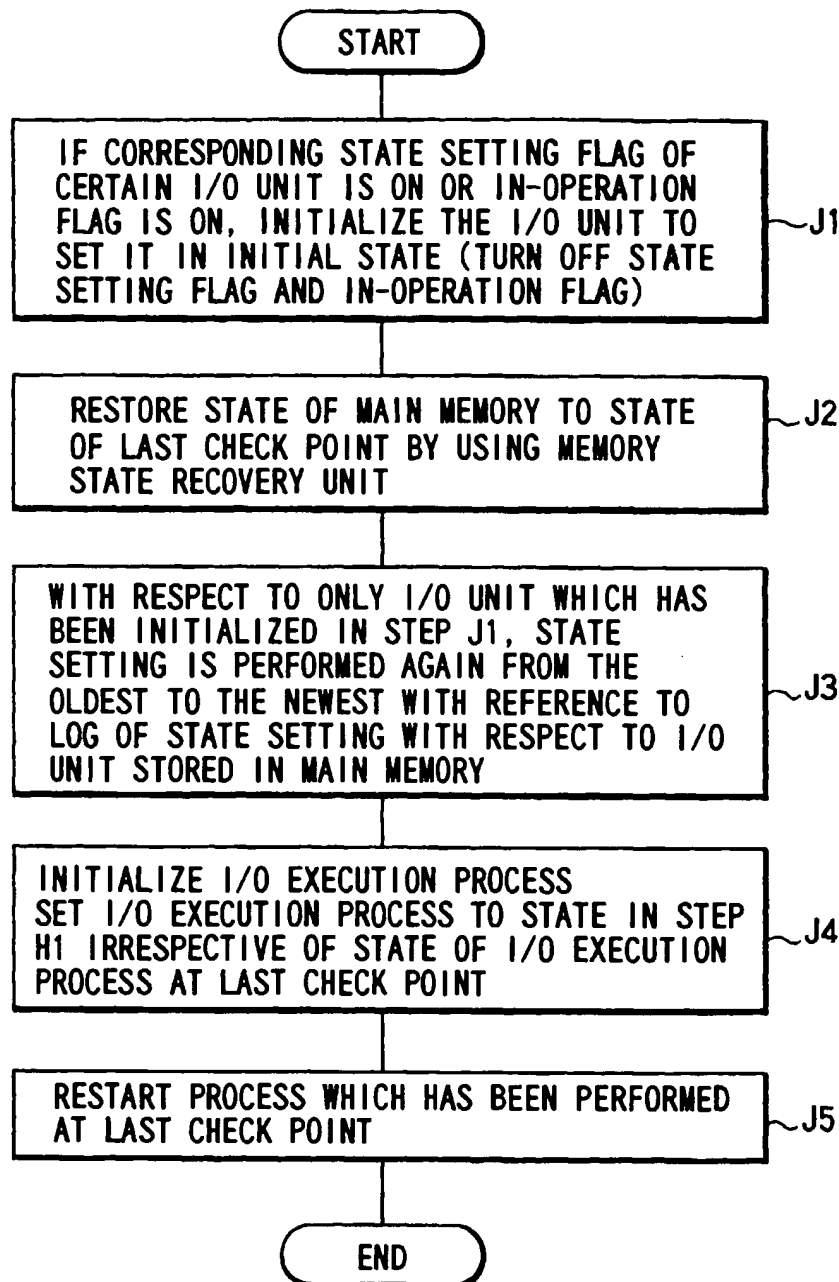 START
IF CORRESPONDING STATE SETTING FLAG OF
CERTAIN I/O UNIT IS ON OR IN-OPERATION
FLAG IS ON, INITIALIZE THE I/O UNIT TO
SET IT IN INITIAL STATE (TURN OFF STATE
SETTING FLAG AND IN-OPERATION FLAG)
J1
RESTORE STATE OF MAIN MEMORY TO STATE
OF LAST CHECK POINT BY USING MEMORY
STATE RECOVERY UNIT
J2
WITH RESPECT TO ONLY I/O UNIT WHICH HAS
BEEN INITIALIZED IN STEP J1, STATE
SETTING IS PERFORMED AGAIN FROM THE
OLDEST TO THE NEWEST WITH REFERENCE TO
LOG OF STATE SETTING WITH RESPECT TO I/O
UNIT STORED IN MAIN MEMORY
J3
INITIALIZE I/O EXECUTION PROCESS
SET I/O EXECUTION PROCESS TO STATE IN STEP
H1 IRRESPECTIVE OF STATE OF I/O EXECUTION
PROCESS AT LAST CHECK POINT
J4
RESTART PROCESS WHICH HAS BEEN PERFORMED
AT LAST CHECK POINT
J5
END